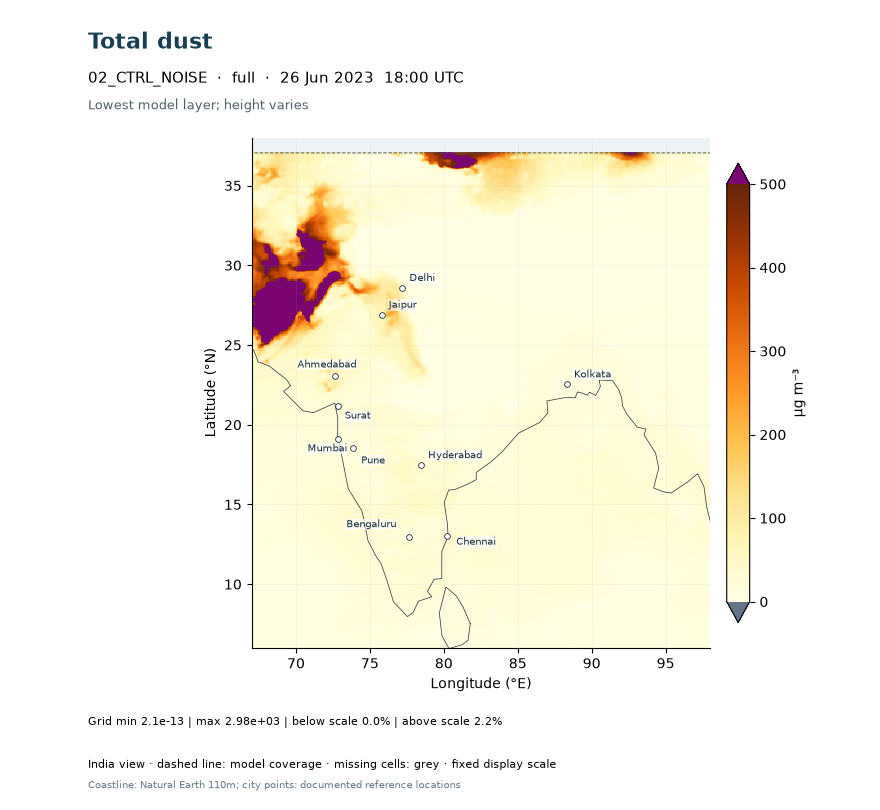 Total dust
02_CTRL_NOISE · full · 26 Jun 2023 18:00 UTC
Lowest model layer; height varies
35
30
25
20
15
10
Latitude (°N)
Delhi
Jaipur
Ahmedabad
Kolkata
Surat
Mumbai
Pune
Hyderabad
Bengaluru
Chennai
70 75 80 85 90 95
Longitude (°E)
500
400
300
200
100
0
µg m⁻³
Grid min 2.1e-13 | max 2.98e+03 | below scale 0.0% | above scale 2.2%
India view · dashed line: model coverage · missing cells: grey · fixed display scale
Coastline: Natural Earth 110m; city points: documented reference locations